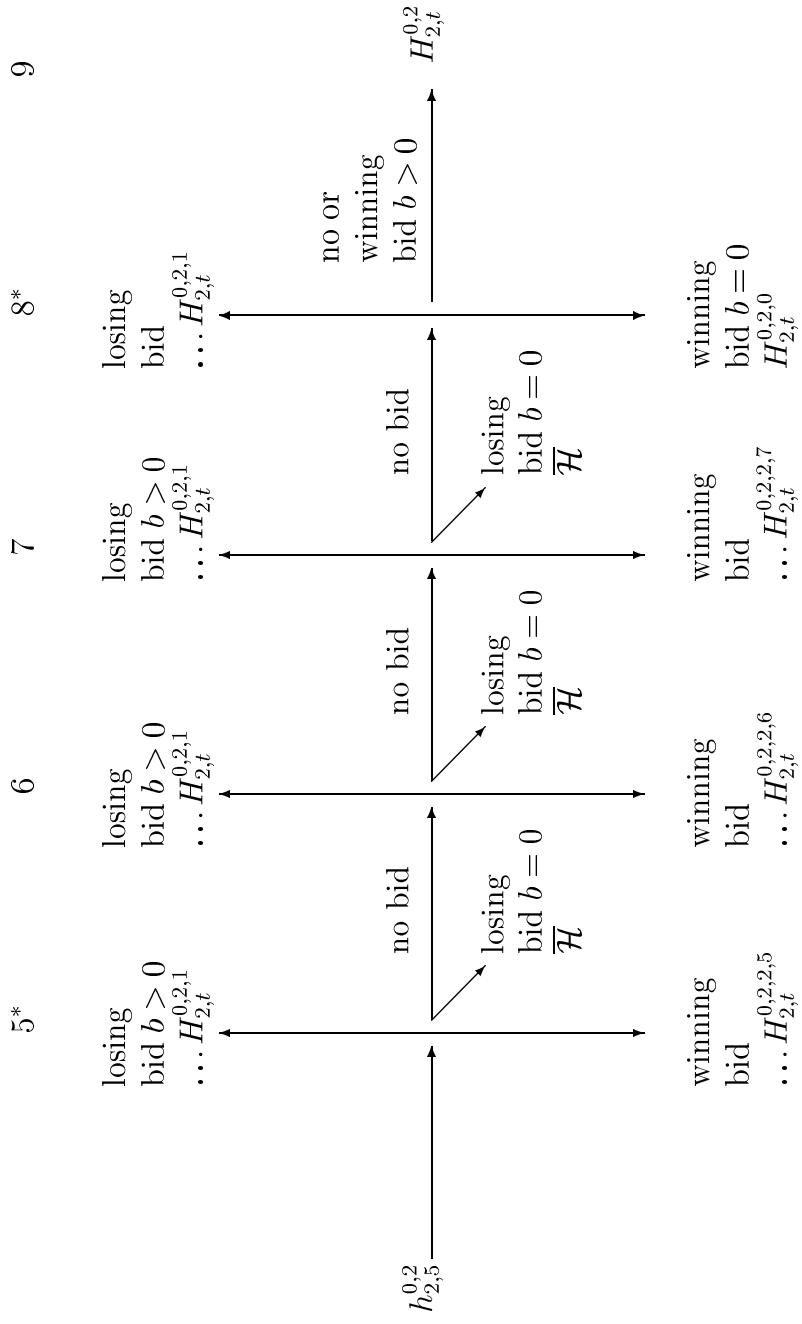 5* 6 7 8* 9
losing
bid b > 0
… H^{0,2,1}_{2,t}
losing
bid b > 0
… H^{0,2,1}_{2,t}
losing
bid b > 0
… H^{0,2,1}_{2,t}
losing
bid
… H^{0,2,1}_{2,t}
h^{0,2}_{2,5}
no bid
no bid
no bid
no or
winning
bid b > 0
H^{0,2}_{2,t}
losing
bid b = 0
\overline{ℋ}
losing
bid b = 0
\overline{ℋ}
losing
bid b = 0
\overline{ℋ}
winning
bid
… H^{0,2,2,5}_{2,t}
winning
bid
… H^{0,2,2,6}_{2,t}
winning
bid
… H^{0,2,2,7}_{2,t}
winning
bid b = 0
H^{0,2,0}_{2,t}